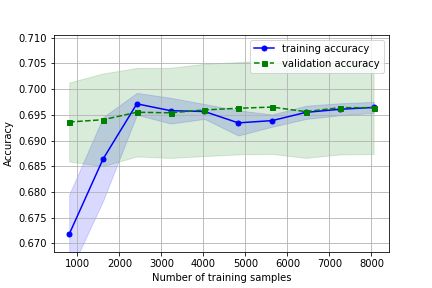 0.710
0.705
0.700
0.695
0.690
0.685
0.680
0.675
0.670
Accuracy
training accuracy
validation accuracy
1000 2000 3000 4000 5000 6000 7000 8000
Number of training samples